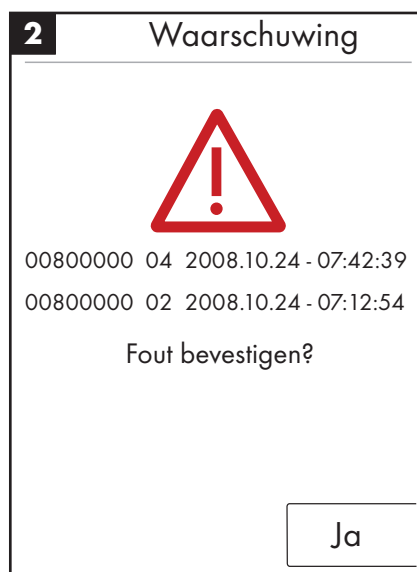 2
Waarschuwing
00800000 04 2008.10.24 - 07:42:39
00800000 02 2008.10.24 - 07:12:54
Fout bevestigen?
Ja